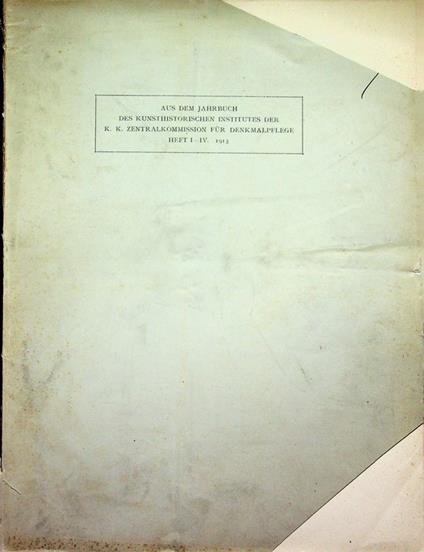 AUS DEM JAHRBUCH
DES KUNSTHISTORISCHEN INSTITUTES DER
K. K. ZENTRALKOMMISSION FÜR DENKMALPFLEGE
HEFT I—IV. 1913